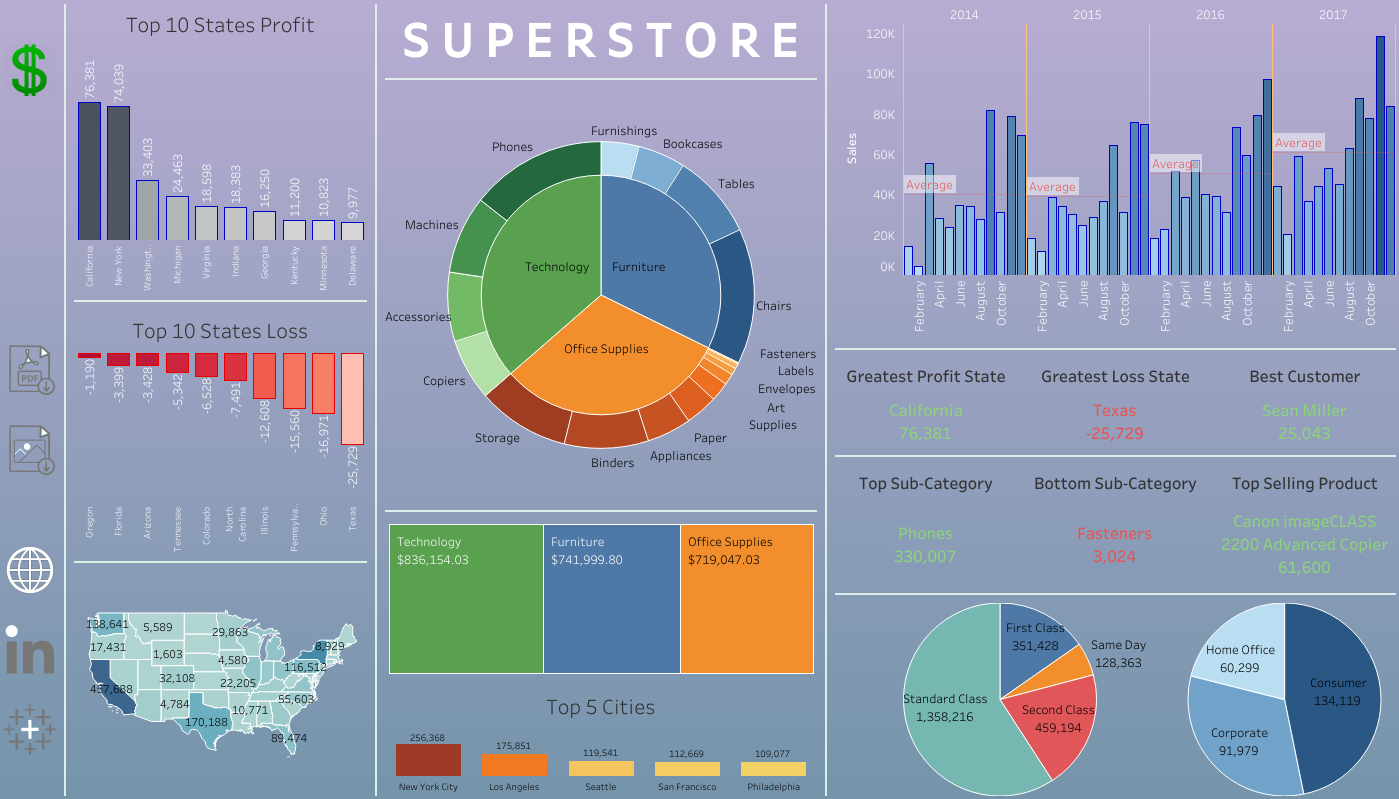 Top 10 States Profit
76,381
74,039
33,403
24,463
18,598
18,383
16,250
11,200
10,823
9,977
California
New York
Washingt..
Michigan
Virginia
Indiana
Georgia
Kentucky
Minnesota
Delaware
Top 10 States Loss
-1,190
-3,399
-3,428
-5,342
-6,528
-7,491
-12,608
-15,560
-16,971
-25,729
Oregon
Florida
Arizona
Tennessee
Colorado
North
Carolina
Illinois
Pennsylva..
Ohio
Texas
138,641
5,589
29,863
8,929
17,431
1,603
4,580
116,512
457,688
32,108
22,205
55,603
4,784
10,771
170,188
89,474
PDF
in
$
SUPERSTORE
Furnishings
Bookcases
Phones
Tables
Machines
Technology
Furniture
Accessories
Chairs
Office Supplies
Fasteners
Labels
Envelopes
Copiers
Art
Supplies
Storage
Paper
Appliances
Binders
Technology
$836,154.03
Furniture
$741,999.80
Office Supplies
$719,047.03
Top 5 Cities
256,368
175,851
119,541
112,669
109,077
New York City
Los Angeles
Seattle
San Francisco
Philadelphia
2014
2015
2016
2017
Sales
120K
100K
80K
60K
40K
20K
0K
Average
Average
Average
Average
February
April
June
August
October
February
April
June
August
October
February
April
June
August
October
February
April
June
August
October
Greatest Profit State
California
76,381
Greatest Loss State
Texas
-25,729
Best Customer
Sean Miller
25,043
Top Sub-Category
Phones
330,007
Bottom Sub-Category
Fasteners
3,024
Top Selling Product
Canon imageCLASS
2200 Advanced Copier
61,600
First Class
351,428
Same Day
128,363
Standard Class
1,358,216
Second Class
459,194
Home Office
60,299
Consumer
134,119
Corporate
91,979